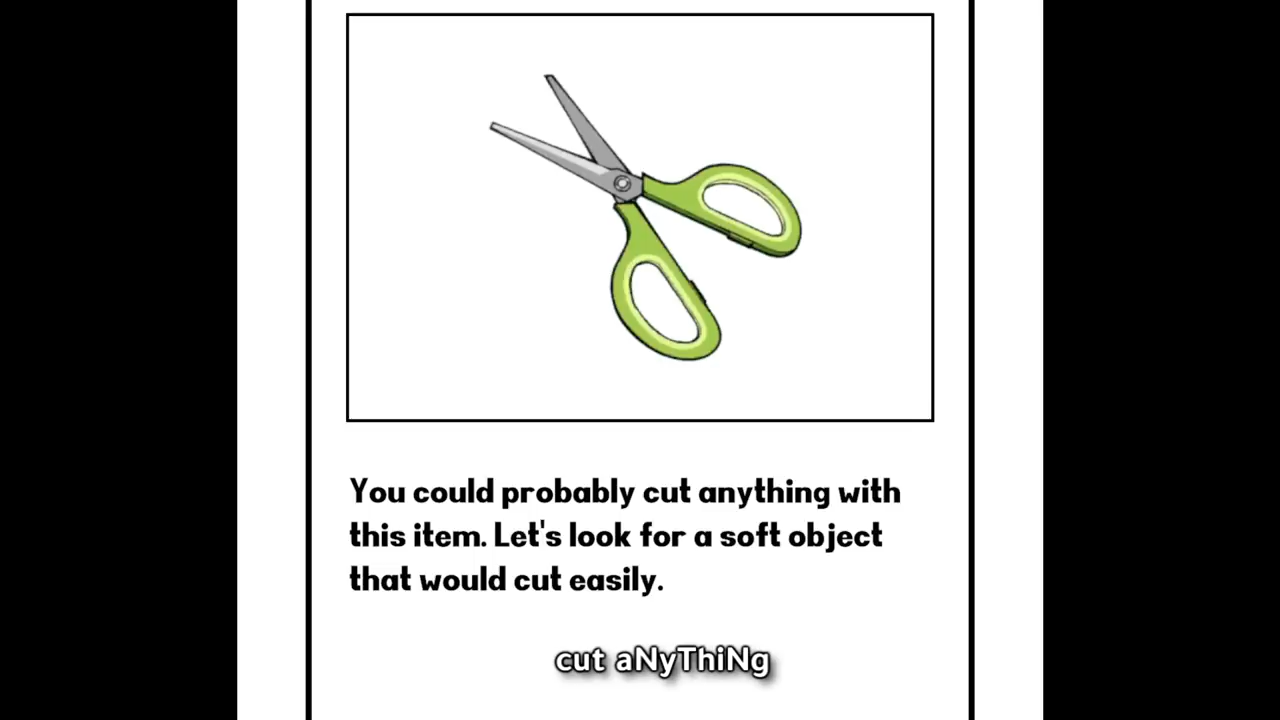 You could probably cut anything with
this item. Let's look for a soft object
that would cut easily.
cut aNyThiNg